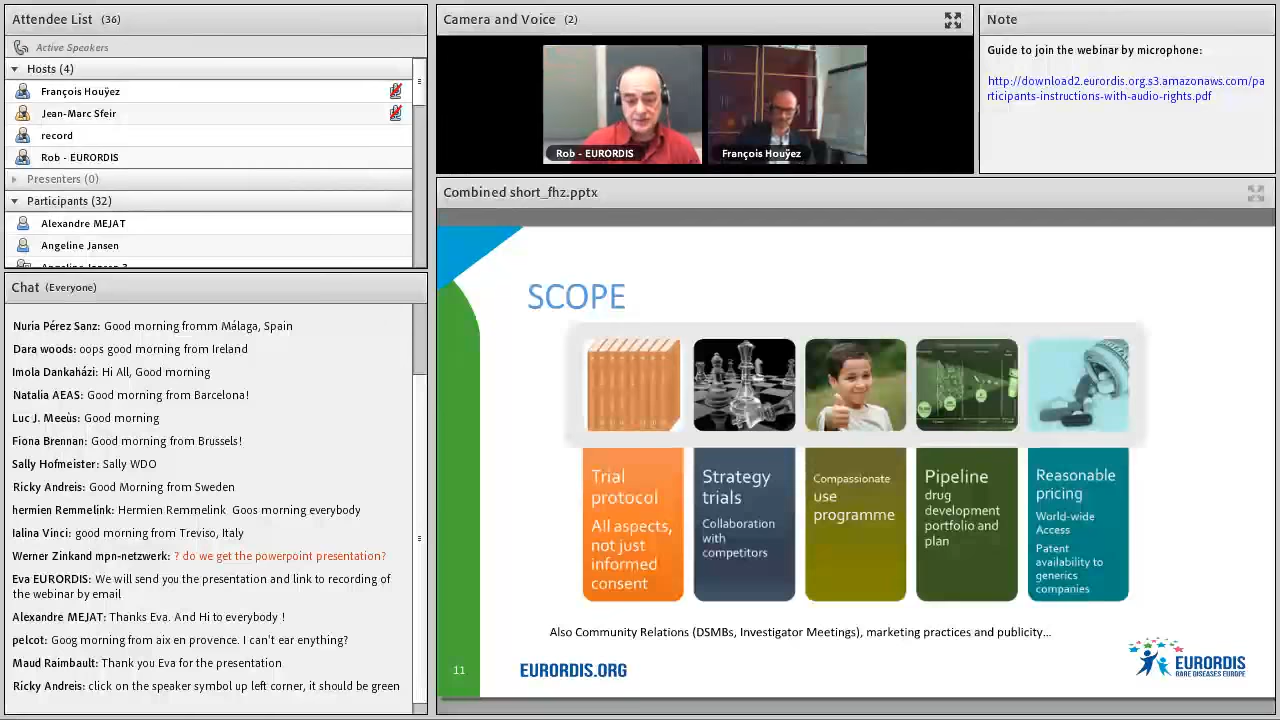 Attendee List (36)
Active Speakers
Hosts (4)
François Houÿez
Jean-Marc Sfeir
record
Rob - EURORDIS
Presenters (0)
Participants (32)
Alexandre MEJAT
Angeline Jansen
Angeline Jansen 2
Chat (Everyone)
Nuria Pérez Sanz: Good morning fromm Málaga, Spain
Dara woods: oops good morning from Ireland
Imola Dankaházi: Hi All, Good morning
Natalia AEAS: Good morning from Barcelona!
Luc J. Meeùs: Good morning
Fiona Brennan: Good morning from Brussels!
Sally Hofmeister: Sally WDO
Ricky Andreis: GoodMorning from Sweden
hermien Remmelink: Hermien Remmelink Goos morning everybody
Ialina Vinci: good morning from Treviso, Italy
Werner Zinkand mpn-netzwerk: ? do we get the powerpoint presentation?
Eva EURORDIS: We will send you the presentation and link to recording of
the webinar by email
Alexandre MEJAT: Thanks Eva. And Hi to everybody !
pelcot: Goog morning from aix en provence. I can't ear anything?
Maud Raimbault: Thank you Eva for the presentation
Ricky Andreis: click on the speaker symbol up left corner, it should be green
Camera and Voice (2)
Rob - EURORDIS
François Houÿez
Note
Guide to join the webinar by microphone:
http://download2.eurordis.org.s3.amazonaws.com/pa
rticipants-instructions-with-audio-rights.pdf
Combined short_fhz.pptx
SCOPE
Trial
protocol
All aspects,
not just
informed
consent
Strategy
trials
Collaboration
with
competitors
Compassionate
use
programme
Pipeline
drug
development
portfolio and
plan
Reasonable
pricing
World-wide
Access
Patent
availability to
generics
companies
Also Community Relations (DSMBs, Investigator Meetings), marketing practices and publicity...
11
EURORDIS.ORG
EURORDIS
RARE DISEASES EUROPE